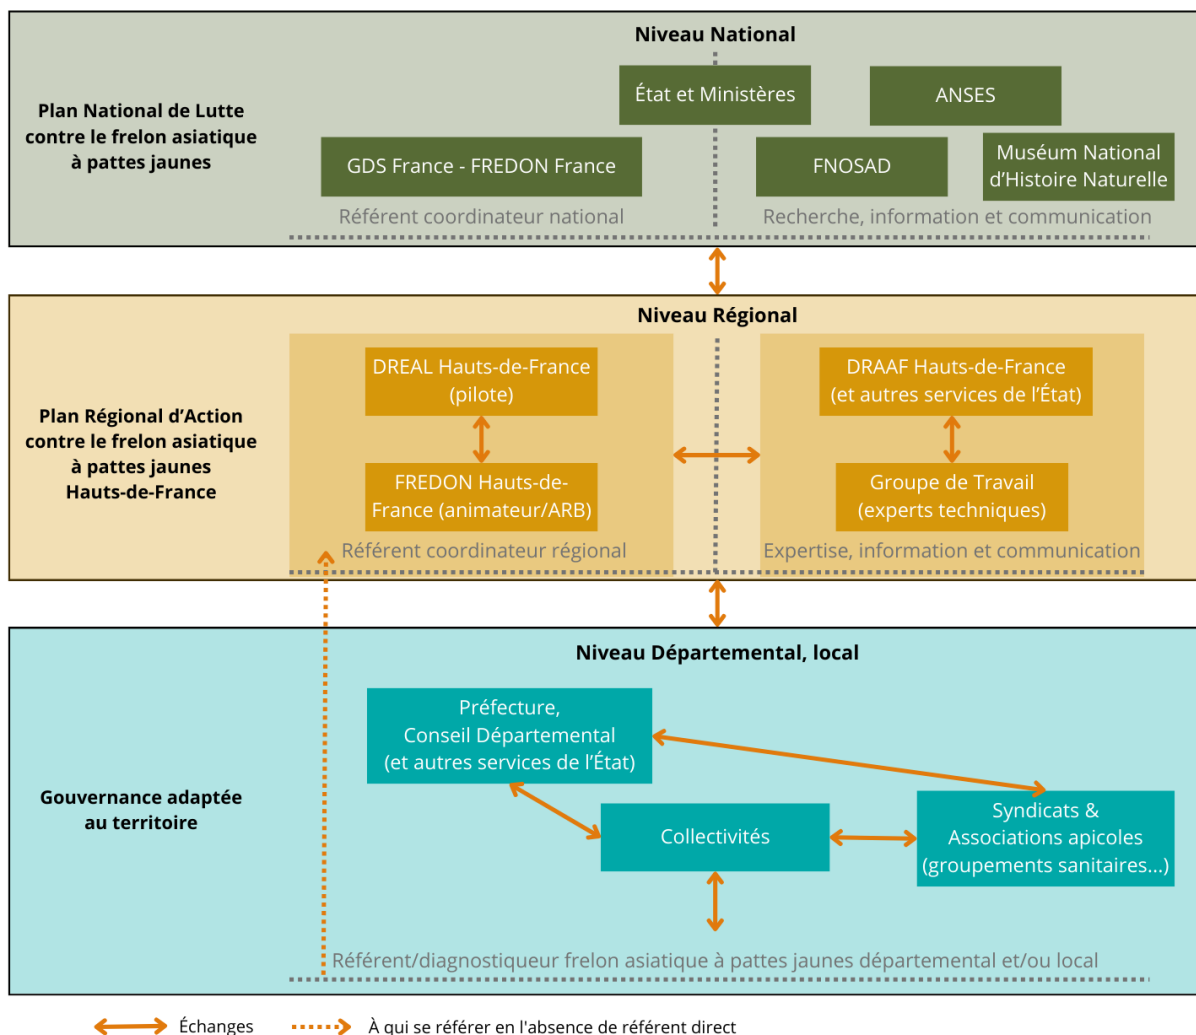 Niveau National
Plan National de Lutte
contre le frelon asiatique
à pattes jaunes
État et Ministères
ANSES
GDS France - FREDON France
FNOSAD
Muséum National
d'Histoire Naturelle
Référent coordinateur national
Recherche, information et communication
Niveau Régional
Plan Régional d'Action
contre le frelon asiatique
à pattes jaunes
Hauts-de-France
DREAL Hauts-de-France
(pilote)
FREDON Hauts-de-
France (animateur/ARB)
Référent coordinateur régional
DRAAF Hauts-de-France
(et autres services de l'État)
Groupe de Travail
(experts techniques)
Expertise, information et communication
Niveau Départemental, local
Gouvernance adaptée
au territoire
Préfecture,
Conseil Départemental
(et autres services de l'État)
Collectivités
Syndicats &
Associations apicoles
(groupements sanitaires...)
Référent/diagnostiqueur frelon asiatique à pattes jaunes départemental et/ou local
Échanges
À qui se référer en l'absence de référent direct